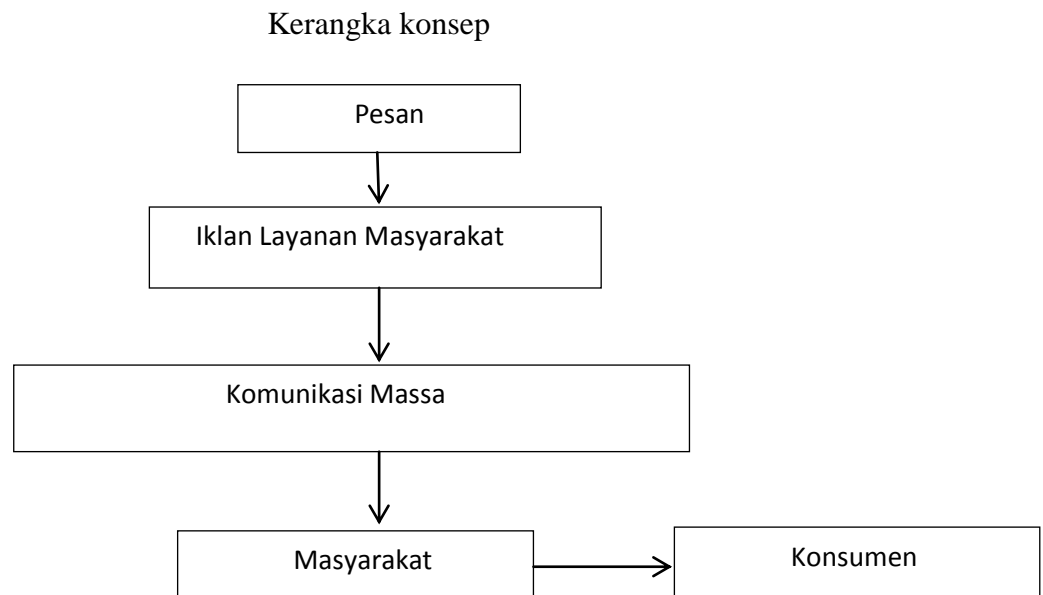 Kerangka konsep
Pesan
Iklan Layanan Masyarakat
Komunikasi Massa
Masyarakat
Konsumen